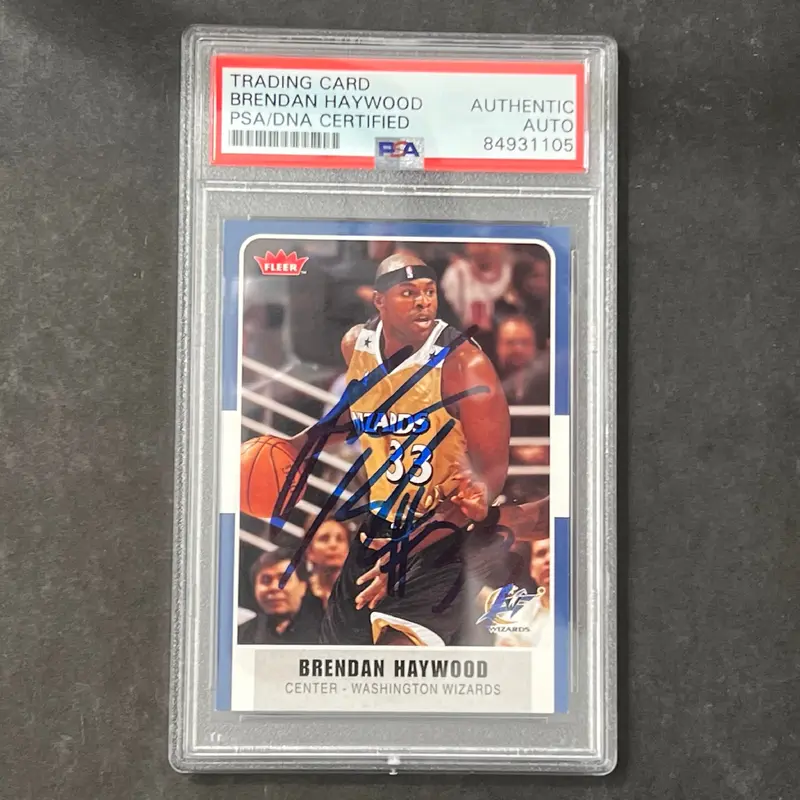 TRADING CARD
BRENDAN HAYWOOD
PSA/DNA CERTIFIED
AUTHENTIC
AUTO
84931105
PSA
FLEER
WIZARDS
33
WIZARDS
BRENDAN HAYWOOD
CENTER - WASHINGTON WIZARDS